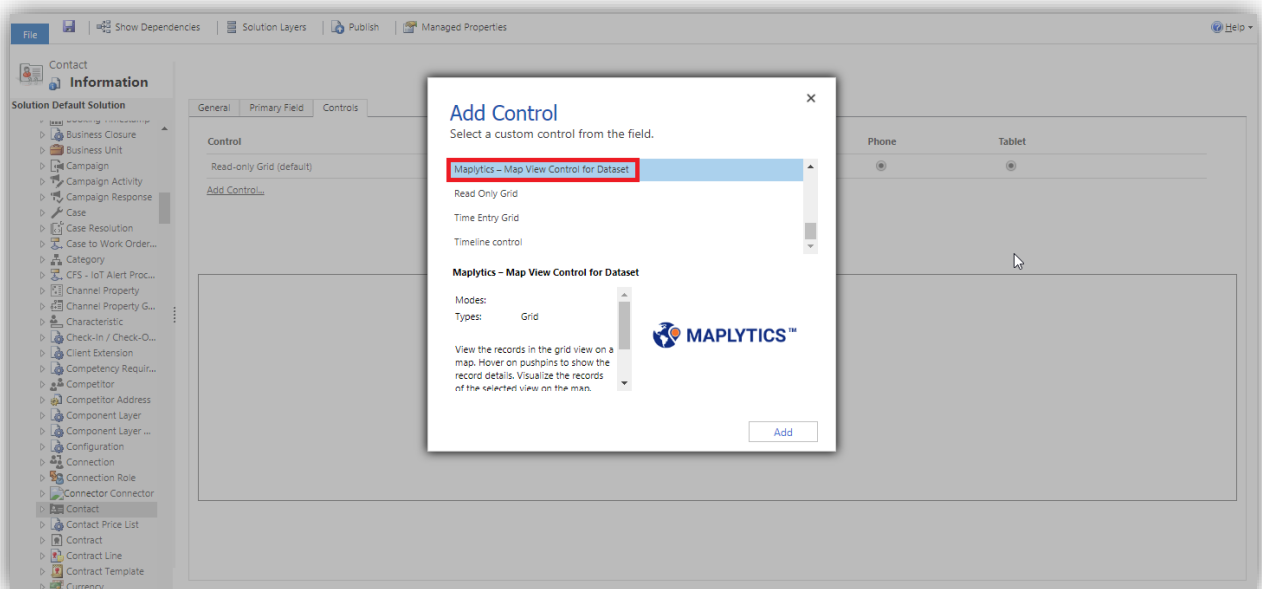 File
Show Dependencies
Solution Layers
Publish
Managed Properties
Help
Contact
Information
Solution Default Solution
Business Closure
Business Unit
Campaign
Campaign Activity
Campaign Response
Case
Case Resolution
Case to Work Order...
Category
CFS - IoT Alert Proc...
Channel Property
Channel Property G...
Characteristic
Check-In / Check-O...
Client Extension
Competency Requir...
Competitor
Competitor Address
Component Layer
Component Layer ...
Configuration
Connection
Connection Role
Connector Connector
Contact
Contact Price List
Contract
Contract Line
Contract Template
Currency
General
Primary Field
Controls
Control
Phone
Tablet
Read-only Grid (default)
Add Control...
Add Control
Select a custom control from the field.
Maplytics – Map View Control for Dataset
Read Only Grid
Time Entry Grid
Timeline control
Maplytics – Map View Control for Dataset
Modes:
Types: Grid
View the records in the grid view on a
map. Hover on pushpins to show the
record details. Visualize the records
of the selected view on the map.
MAPLYTICS™
Add